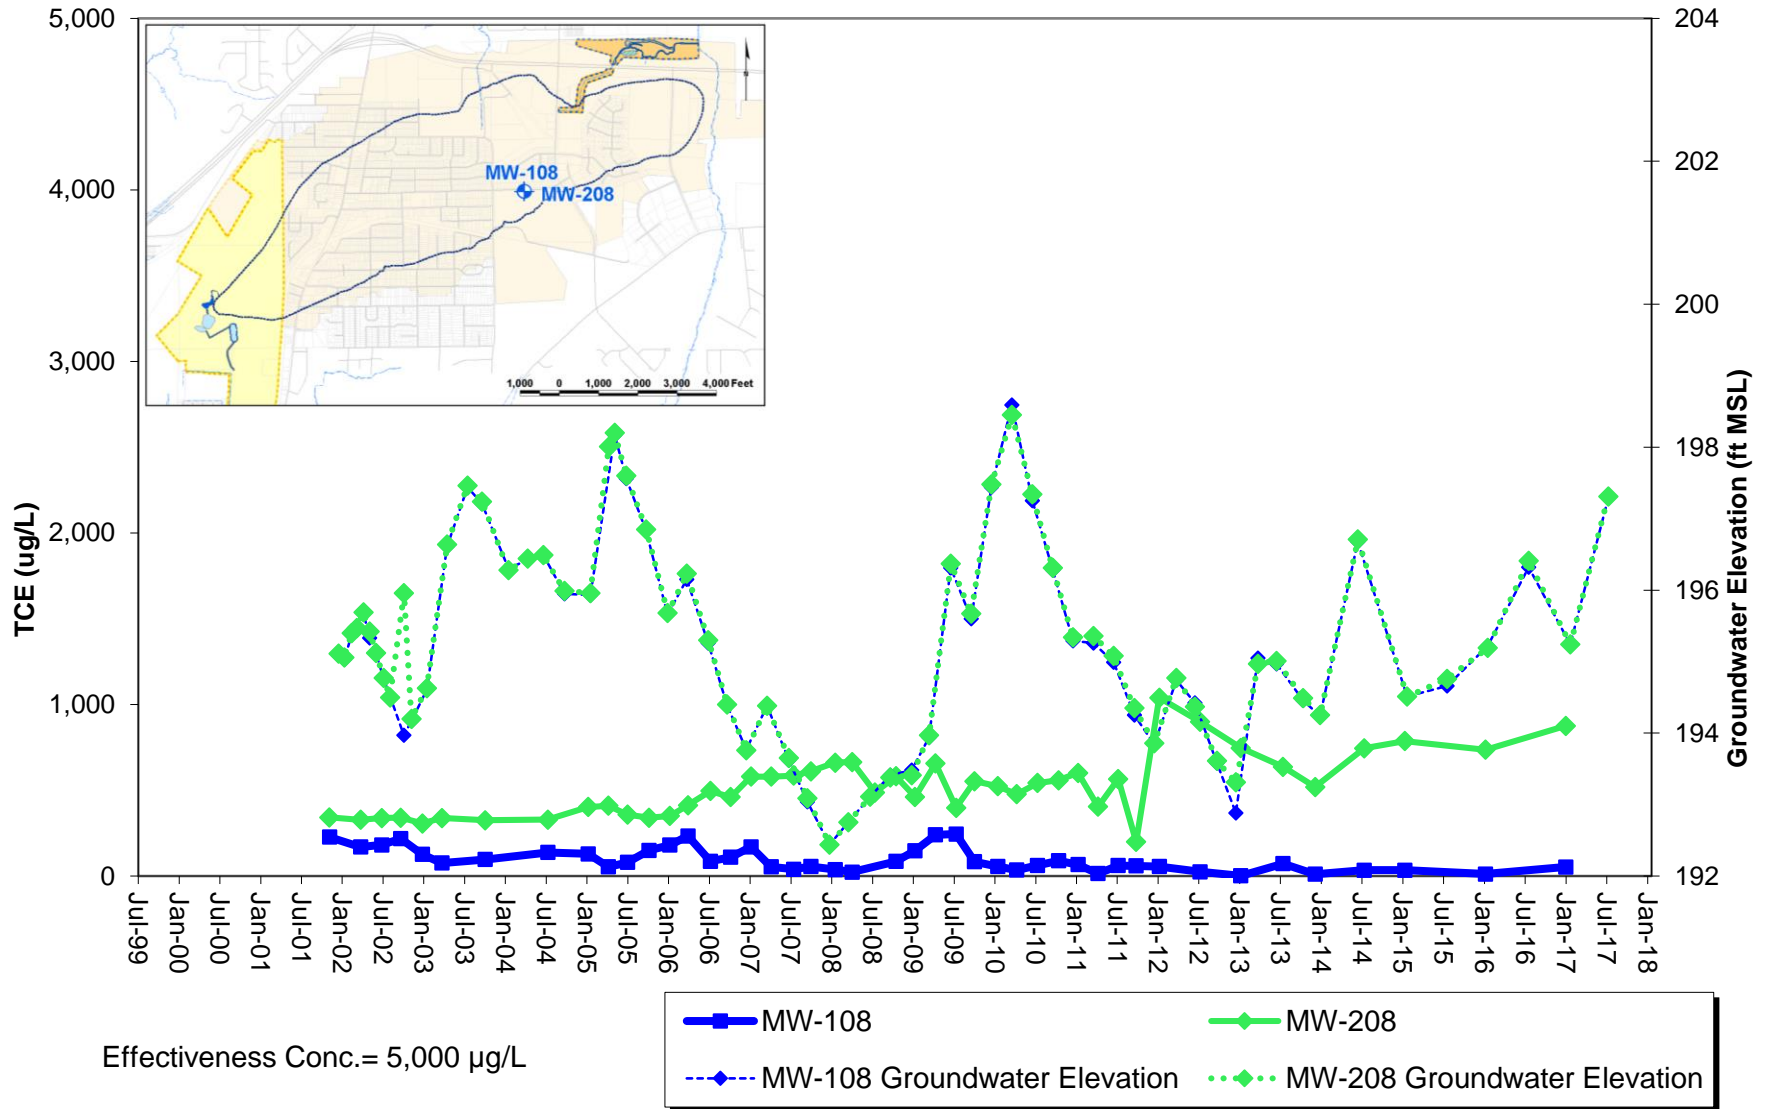 5,000
4,000
3,000
2,000
1,000
0
TCE (ug/L)
204
202
200
198
196
194
192
Groundwater Elevation (ft MSL)
MW-108
MW-208
N
1,000 0 1,000 2,000 3,000 4,000 Feet
Jul-99
Jan-00
Jul-00
Jan-01
Jul-01
Jan-02
Jul-02
Jan-03
Jul-03
Jan-04
Jul-04
Jan-05
Jul-05
Jan-06
Jul-06
Jan-07
Jul-07
Jan-08
Jul-08
Jan-09
Jul-09
Jan-10
Jul-10
Jan-11
Jul-11
Jan-12
Jul-12
Jan-13
Jul-13
Jan-14
Jul-14
Jan-15
Jul-15
Jan-16
Jul-16
Jan-17
Jul-17
Jan-18
Effectiveness Conc.= 5,000 µg/L
MW-108
MW-208
MW-108 Groundwater Elevation
MW-208 Groundwater Elevation